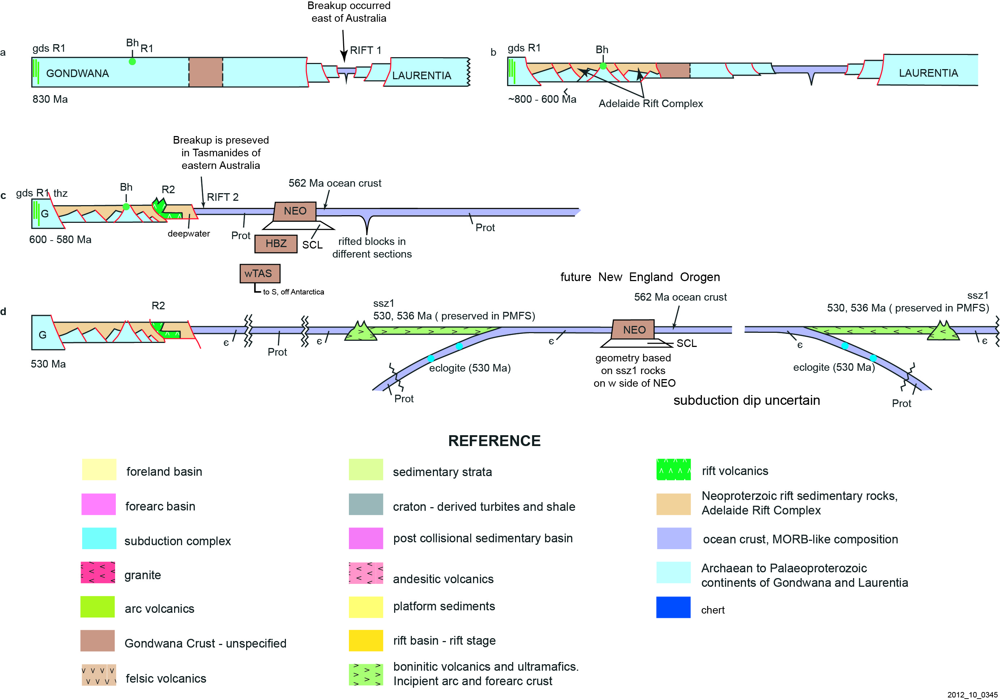 Breakup occurred
east of Australia
a
gds R1
Bh
R1
RIFT 1
GONDWANA
LAURENTIA
830 Ma
b
gds R1
Bh
LAURENTIA
~800 - 600 Ma
Adelaide Rift Complex
Breakup is preseved
in Tasmanides of
eastern Australia
c
gds R1 thz
Bh
R2
RIFT 2
562 Ma ocean crust
G
NEO
deepwater
Prot
Prot
600 - 580 Ma
HBZ
SCL
rifted blocks in
different sections
wTAS
to S, off Antarctica
future New England Orogen
d
R2
ssz1
530, 536 Ma ( preserved in PMFS)
562 Ma ocean crust
ssz1
530, 536 Ma ( preserved in PMFS)
G
NEO
є
Prot
є
є
SCL
є
є
530 Ma
eclogite (530 Ma)
geometry based
on ssz1 rocks
on w side of NEO
eclogite (530 Ma)
Prot
subduction dip uncertain
Prot
REFERENCE
foreland basin
forearc basin
subduction complex
granite
arc volcanics
Gondwana Crust - unspecified
felsic volcanics
sedimentary strata
craton - derived turbites and shale
post collisional sedimentary basin
andesitic volcanics
platform sediments
rift basin - rift stage
boninitic volcanics and ultramafics.
Incipient arc and forearc crust
rift volcanics
Neoproterzoic rift sedimentary rocks,
Adelaide Rift Complex
ocean crust, MORB-like composition
Archaean to Palaeoproterozoic
continents of Gondwana and Laurentia
chert
2012_10_0345